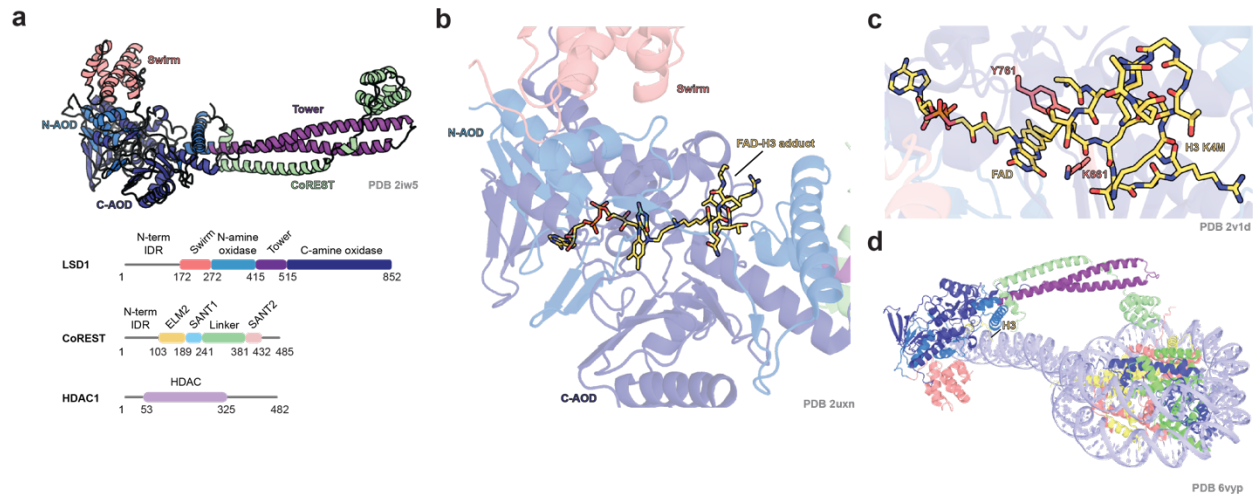 a
Swirm
N-AOD
Tower
CoREST
PDB 2iw5
C-AOD
N-term
IDR
Swirm
N-amine
oxidase
Tower
C-amine oxidase
LSD1
1 172 272 415 515 852
N-term
IDR
ELM2
SANT1
Linker
SANT2
CoREST
1 103 189 241 381 432 485
HDAC
HDAC1
1 53 325 482
b
Swirm
N-AOD
FAD-H3 adduct
C-AOD
PDB 2uxn
c
Y761
FAD
K661
H3 K4M
PDB 2v1d
d
H3
PDB 6vyp